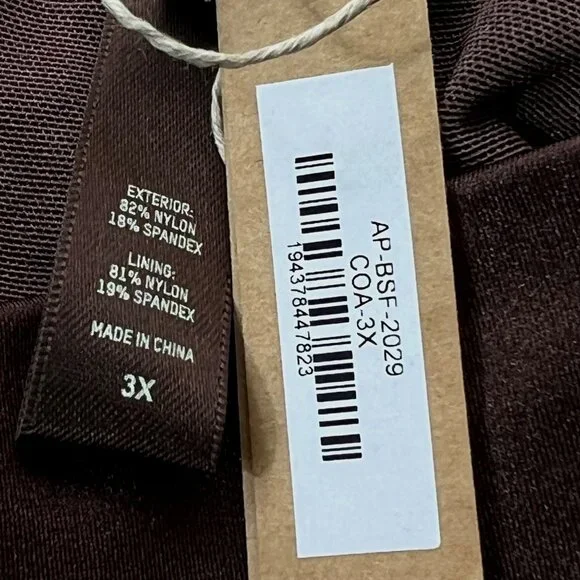 EXTERIOR:
82% NYLON
18% SPANDEX
LINING:
81% NYLON
19% SPANDEX
MADE IN CHINA
3X
AP-BSF-2029
COA-3X
194378447823